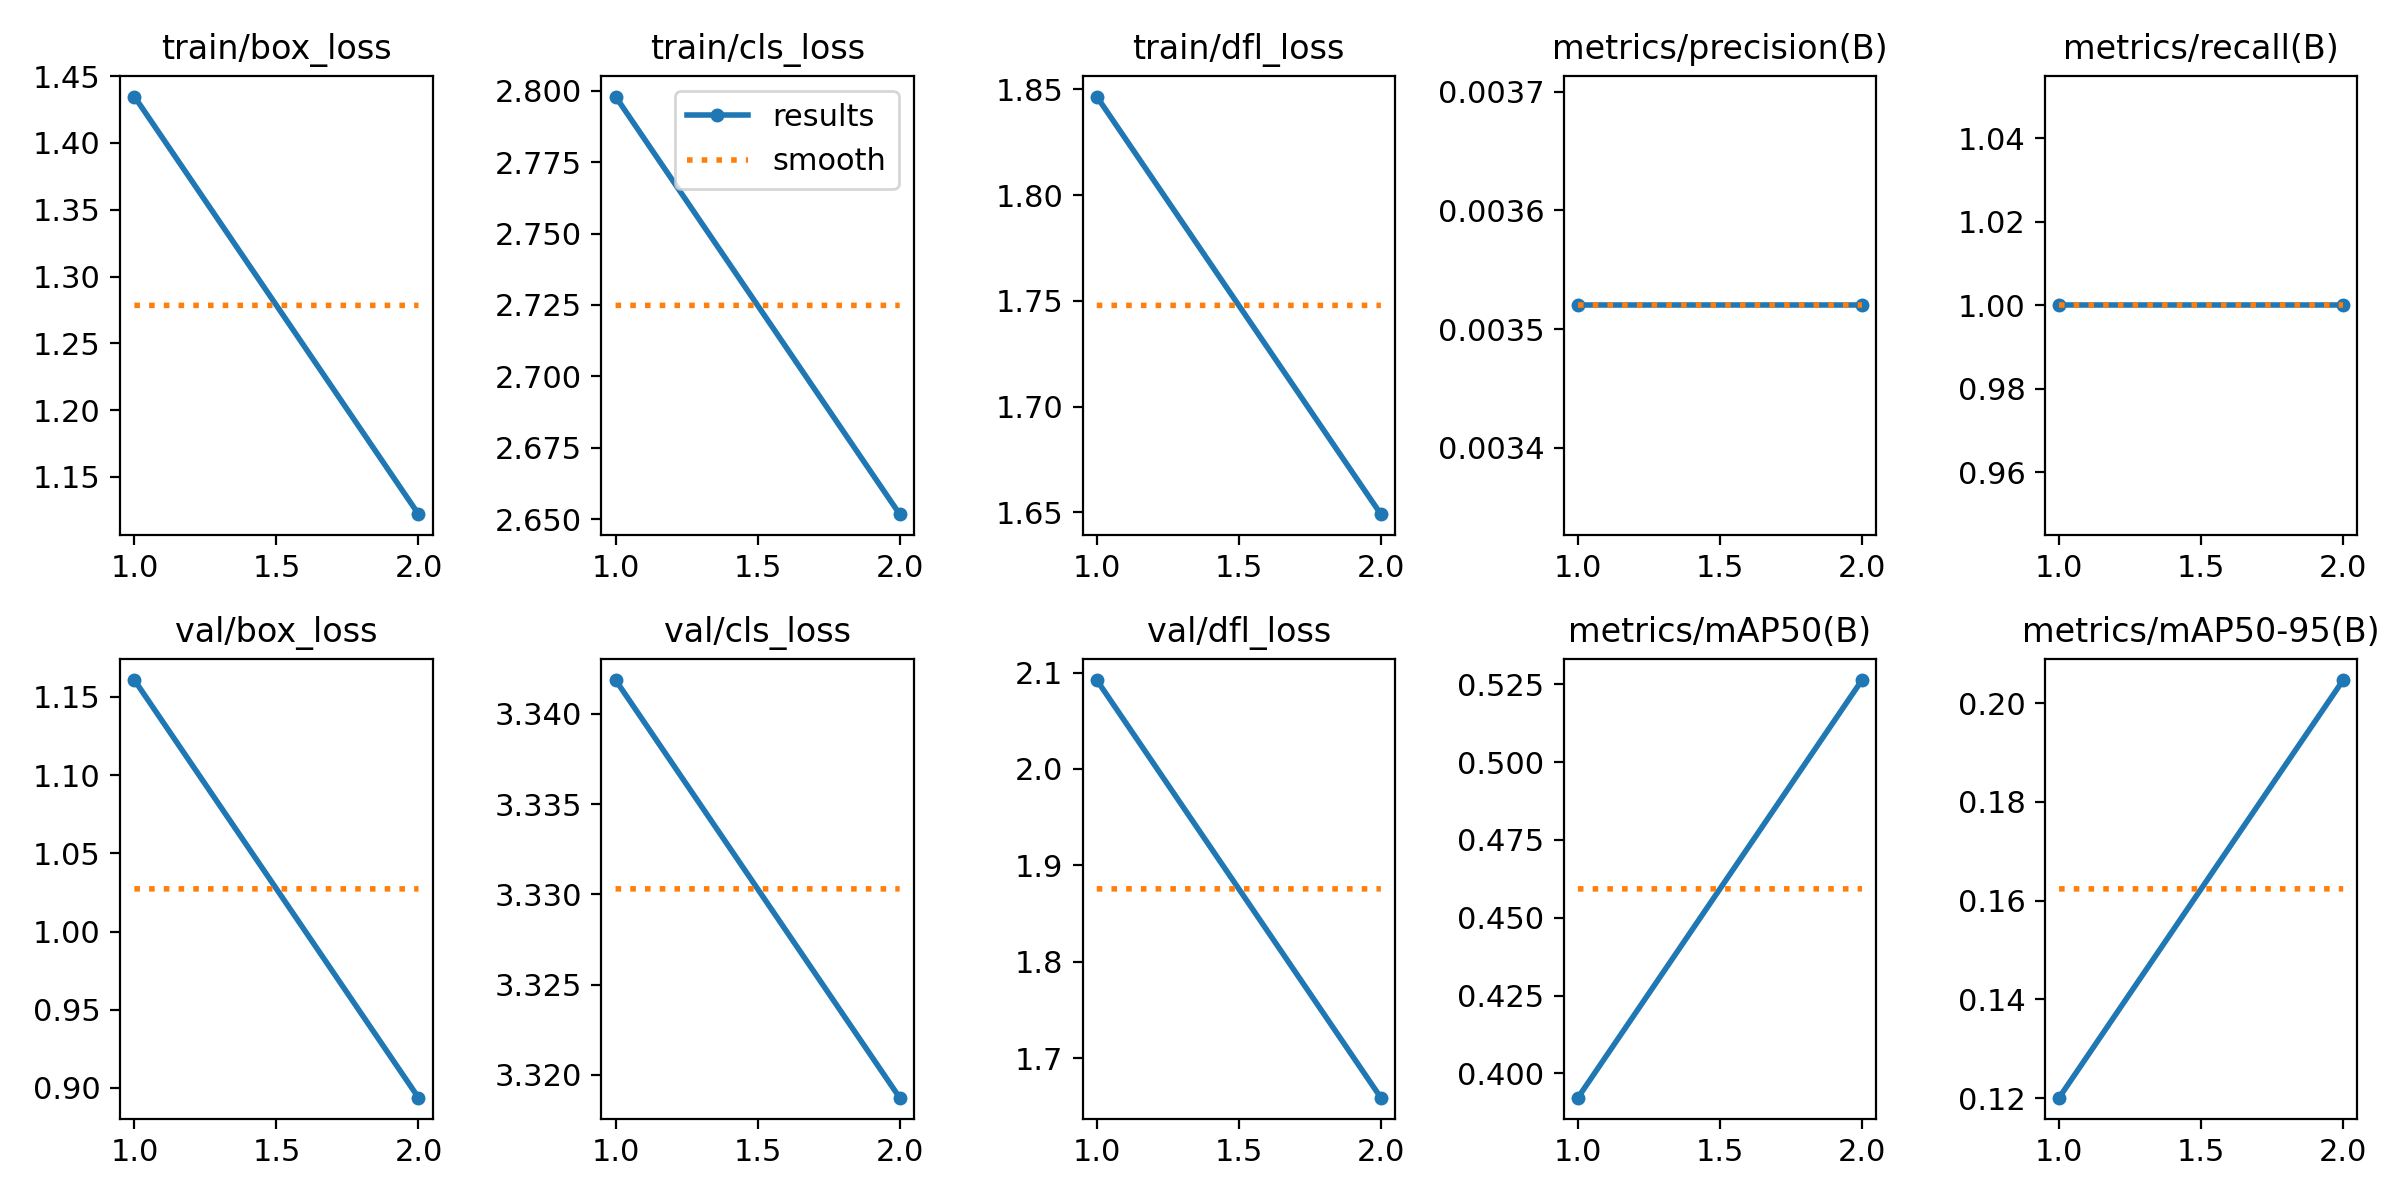 train/box_loss
1.45
1.40
1.35
1.30
1.25
1.20
1.15
1.0 1.5 2.0
train/cls_loss
results
smooth
2.800
2.775
2.750
2.725
2.700
2.675
2.650
1.0 1.5 2.0
train/dfl_loss
1.85
1.80
1.75
1.70
1.65
1.0 1.5 2.0
metrics/precision(B)
0.0037
0.0036
0.0035
0.0034
1.0 1.5 2.0
metrics/recall(B)
1.04
1.02
1.00
0.98
0.96
1.0 1.5 2.0
val/box_loss
1.15
1.10
1.05
1.00
0.95
0.90
1.0 1.5 2.0
val/cls_loss
3.340
3.335
3.330
3.325
3.320
1.0 1.5 2.0
val/dfl_loss
2.1
2.0
1.9
1.8
1.7
1.0 1.5 2.0
metrics/mAP50(B)
0.525
0.500
0.475
0.450
0.425
0.400
1.0 1.5 2.0
metrics/mAP50-95(B)
0.20
0.18
0.16
0.14
0.12
1.0 1.5 2.0